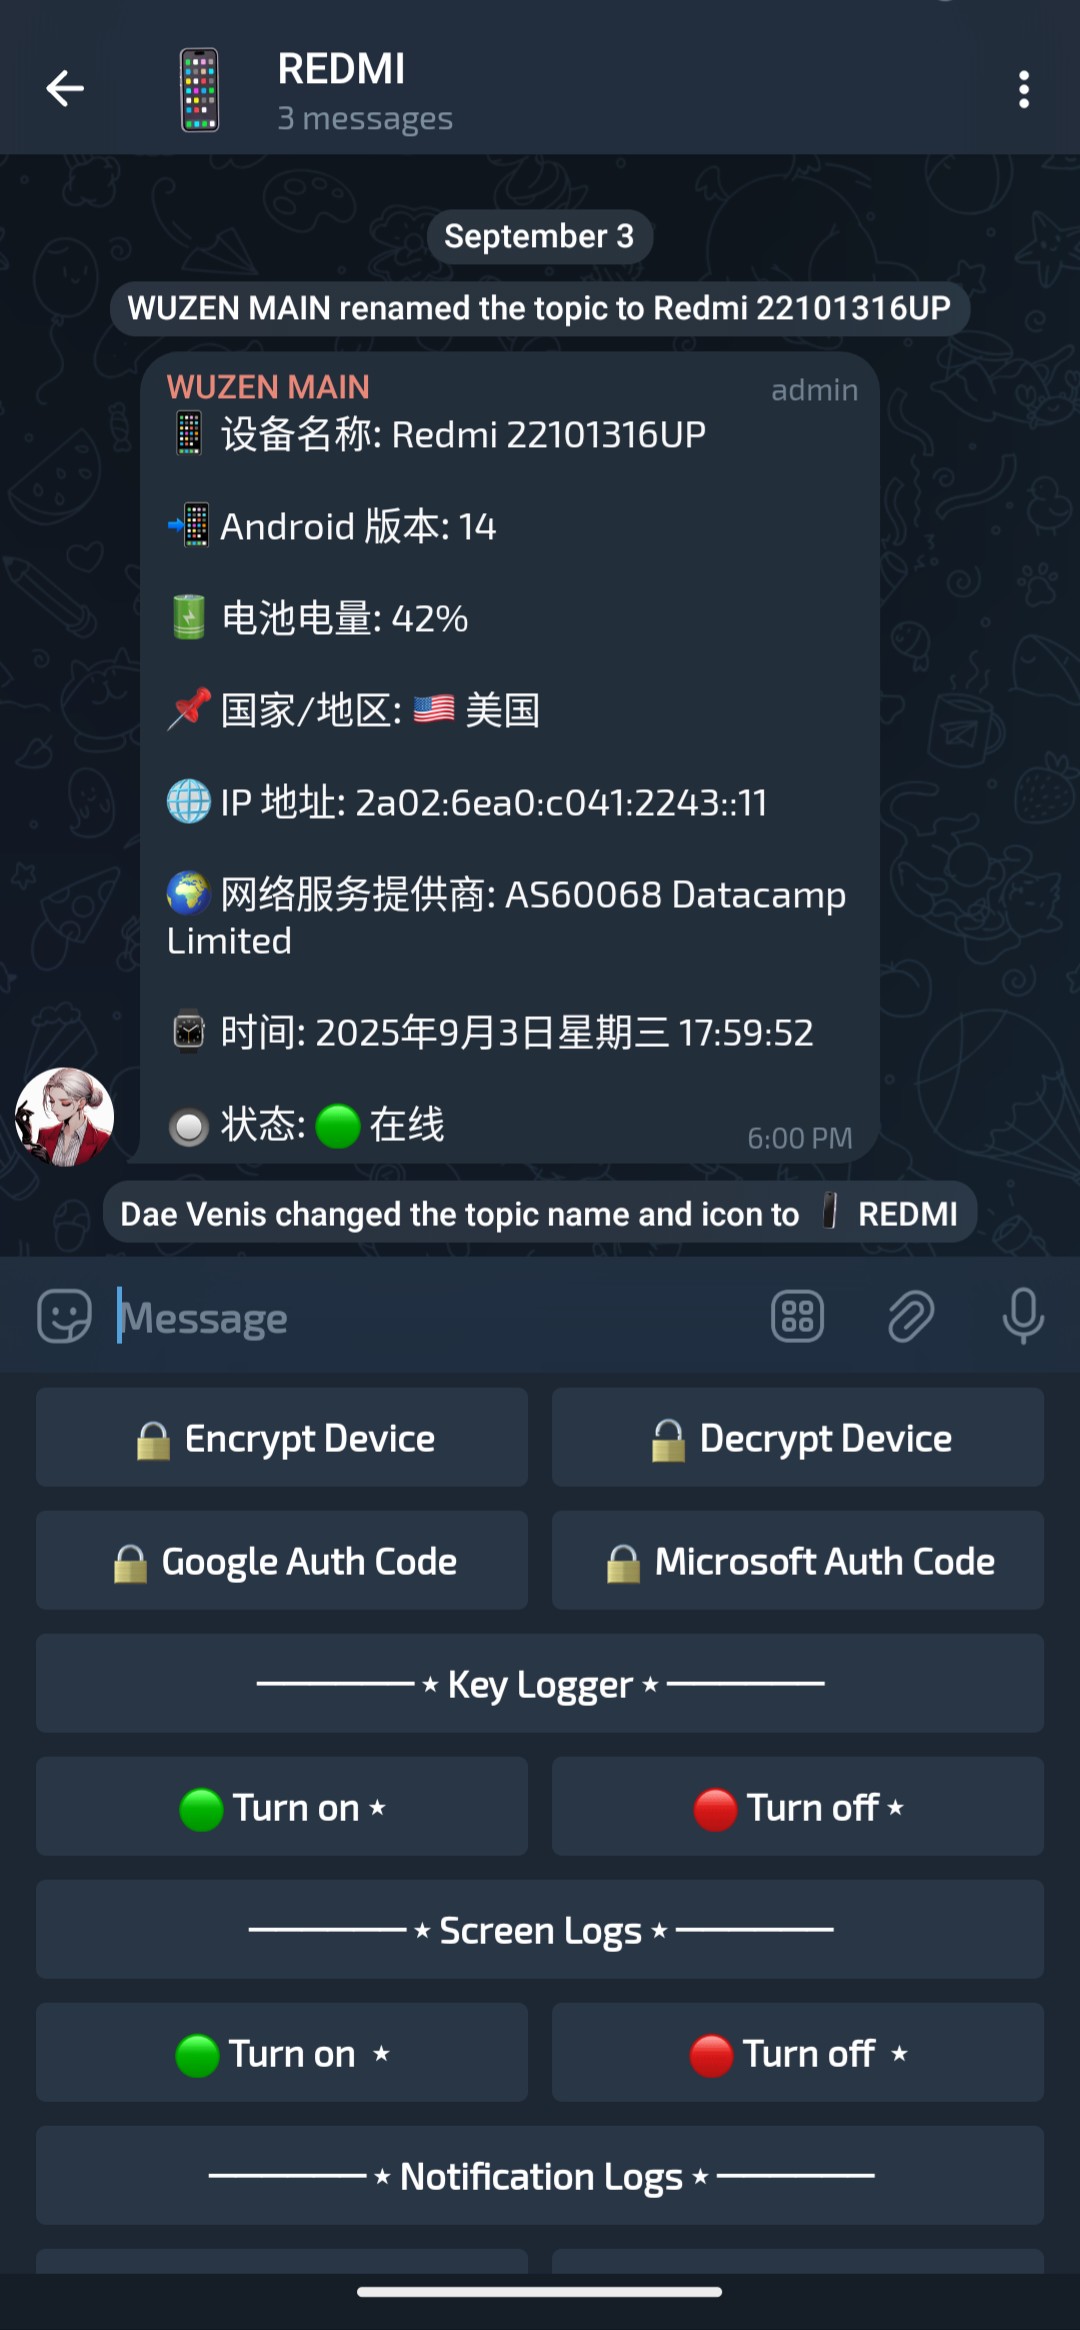 REDMI
3 messages
September 3
WUZEN MAIN renamed the topic to Redmi 22101316UP
WUZEN MAIN admin
设备名称: Redmi 22101316UP
Android 版本: 14
电池电量: 42%
国家/地区: 🇺🇸 美国
IP 地址: 2a02:6ea0:c041:2243::11
网络服务提供商: AS60068 Datacamp
Limited
时间: 2025年9月3日星期三 17:59:52
状态: 🟢 在线
6:00 PM
Dae Venis changed the topic name and icon to REDMI
Message
Encrypt Device
Decrypt Device
Google Auth Code
Microsoft Auth Code
———— ⋆ Key Logger ⋆ ————
Turn on ⋆
Turn off ⋆
———— ⋆ Screen Logs ⋆ ————
Turn on ⋆
Turn off ⋆
———— ⋆ Notification Logs ⋆ ————